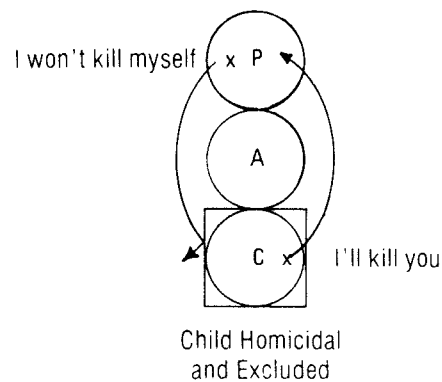 I won't kill myself x P
A
C x I'll kill you
Child Homicidal
and Excluded